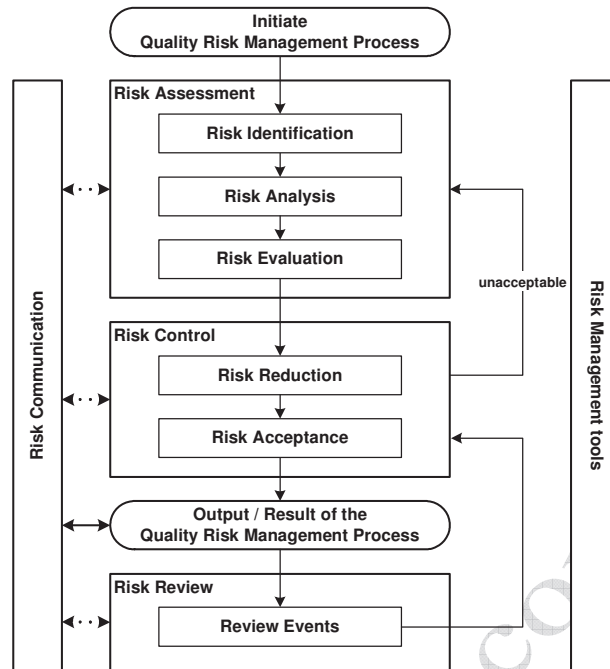 Initiate
Quality Risk Management Process
Risk Assessment
Risk Identification
Risk Analysis
Risk Evaluation
unacceptable
Risk Control
Risk Reduction
Risk Acceptance
Output / Result of the
Quality Risk Management Process
Risk Review
Review Events
Risk Communication
Risk Management tools